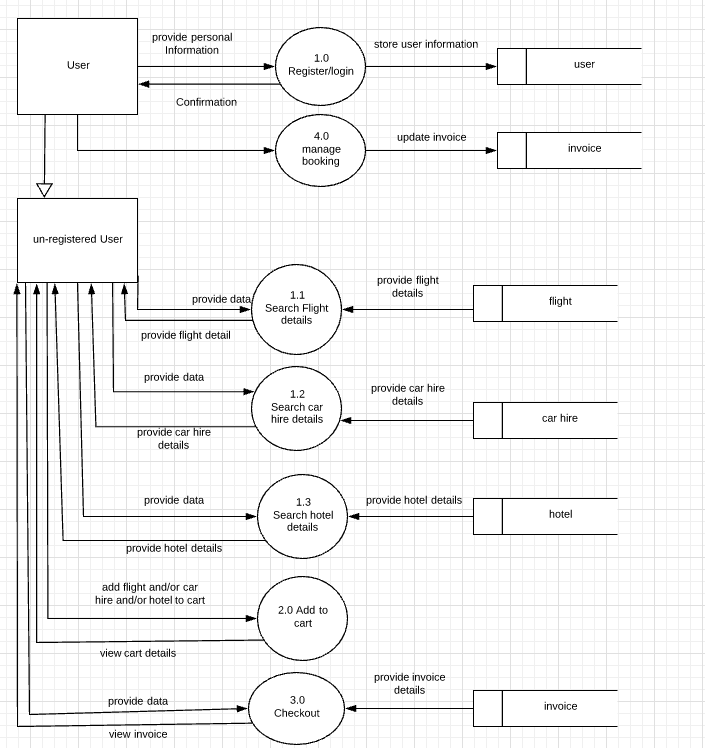 User
provide personal
Information
1.0
Register/login
store user information
user
Confirmation
4.0
manage
booking
update invoice
invoice
un-registered User
provide data
1.1
Search Flight
details
provide flight
details
flight
provide flight detail
provide data
1.2
Search car
hire details
provide car hire
details
car hire
provide car hire
details
provide data
1.3
Search hotel
details
provide hotel details
hotel
provide hotel details
add flight and/or car
hire and/or hotel to cart
2.0 Add to
cart
view cart details
provide data
3.0
Checkout
provide invoice
details
invoice
view invoice